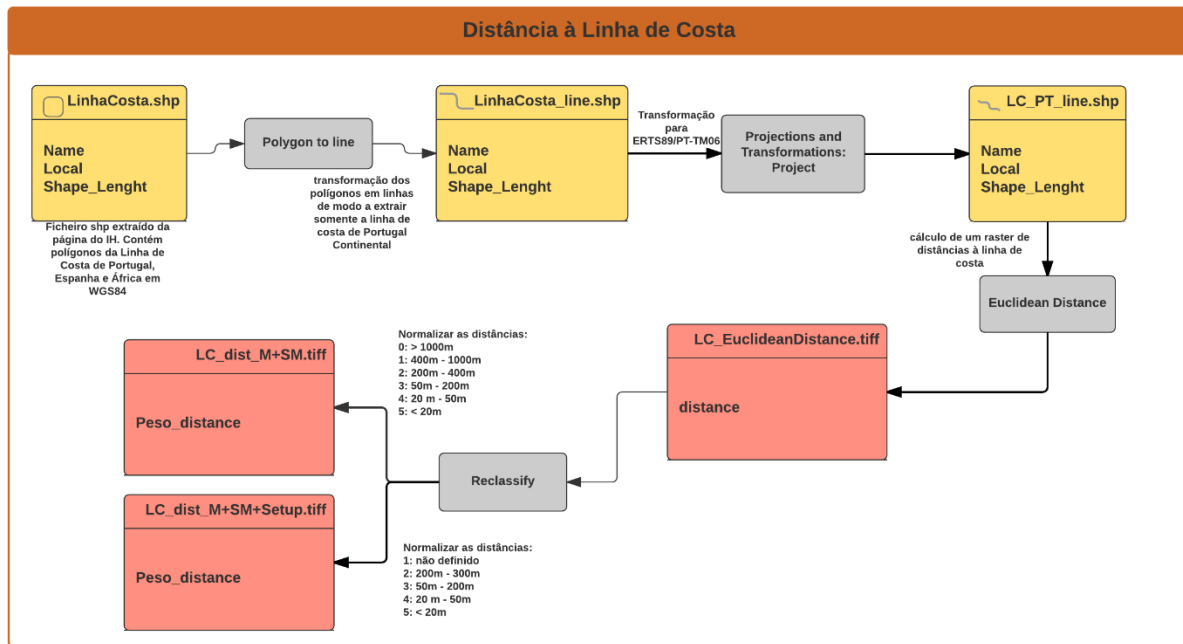 Distância à Linha de Costa
LinhaCosta.shp
Name
Local
Shape_Lenght
Ficheiro shp extraído da
página do IH. Contém
polígonos da Linha de
Costa de Portugal,
Espanha e África em
WGS84
Polygon to line
transformação dos
polígonos em linhas
de modo a extrair
somente a linha de
costa de Portugal
Continental
LinhaCosta_line.shp
Name
Local
Shape_Lenght
Transformação
para
ERTS89/PT-TM06
Projections and
Transformations:
Project
LC_PT_line.shp
Name
Local
Shape_Lenght
cálculo de um raster de
distâncias à linha de
costa
Euclidean Distance
LC_EuclideanDistance.tiff
distance
Reclassify
Normalizar as distâncias:
0: > 1000m
1: 400m - 1000m
2: 200m - 400m
3: 50m - 200m
4: 20 m - 50m
5: < 20m
LC_dist_M+SM.tiff
Peso_distance
LC_dist_M+SM+Setup.tiff
Peso_distance
Normalizar as distâncias:
1: não definido
2: 200m - 300m
3: 50m - 200m
4: 20 m - 50m
5: < 20m